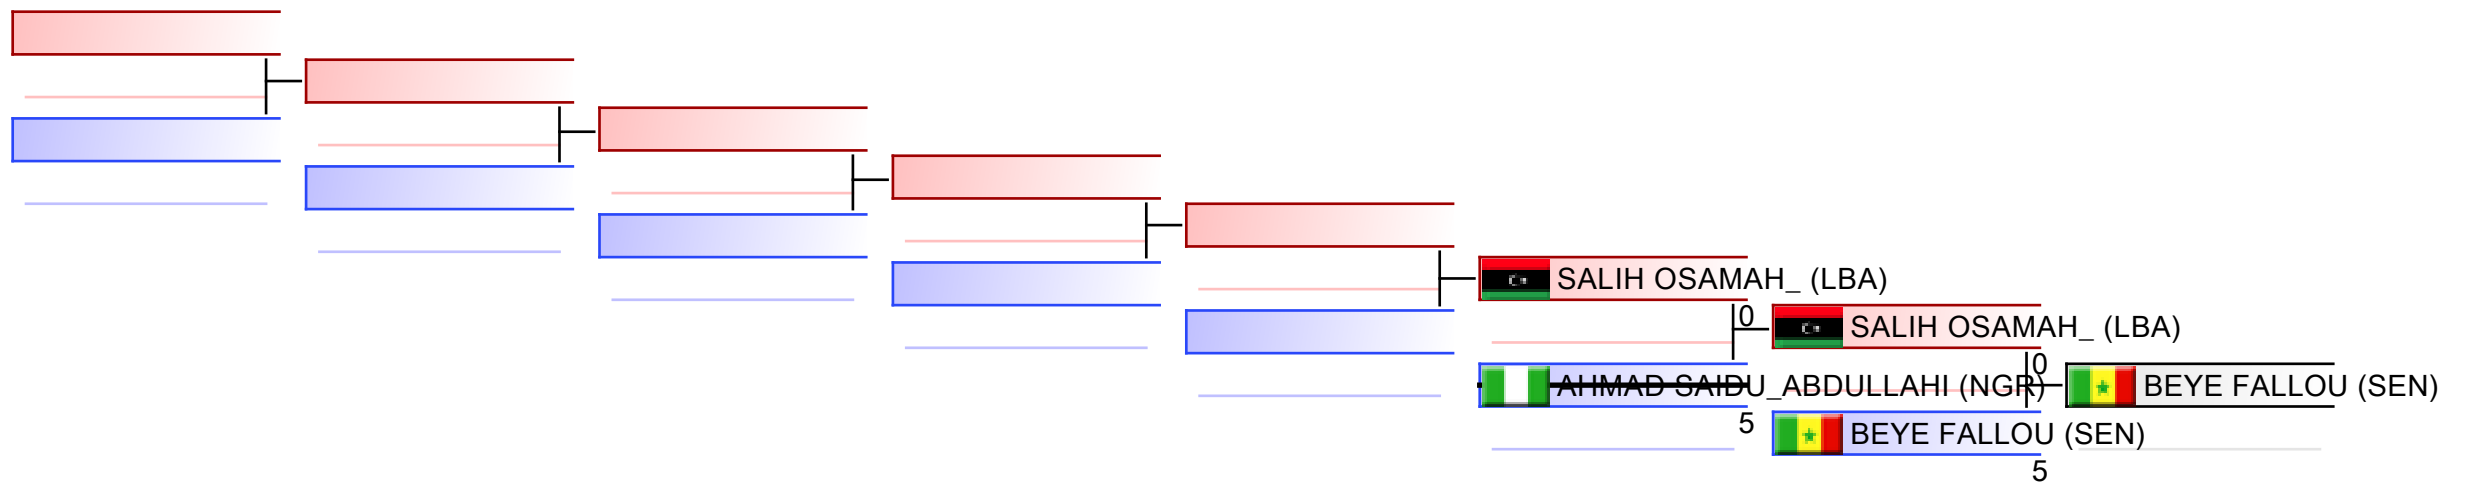 SALIH OSAMAH_ (LBA)
0
SALIH OSAMAH_ (LBA)
0
AHMAD SAIDU_ABDULLAHI (NGR)
BEYE FALLOU (SEN)
5
BEYE FALLOU (SEN)
5